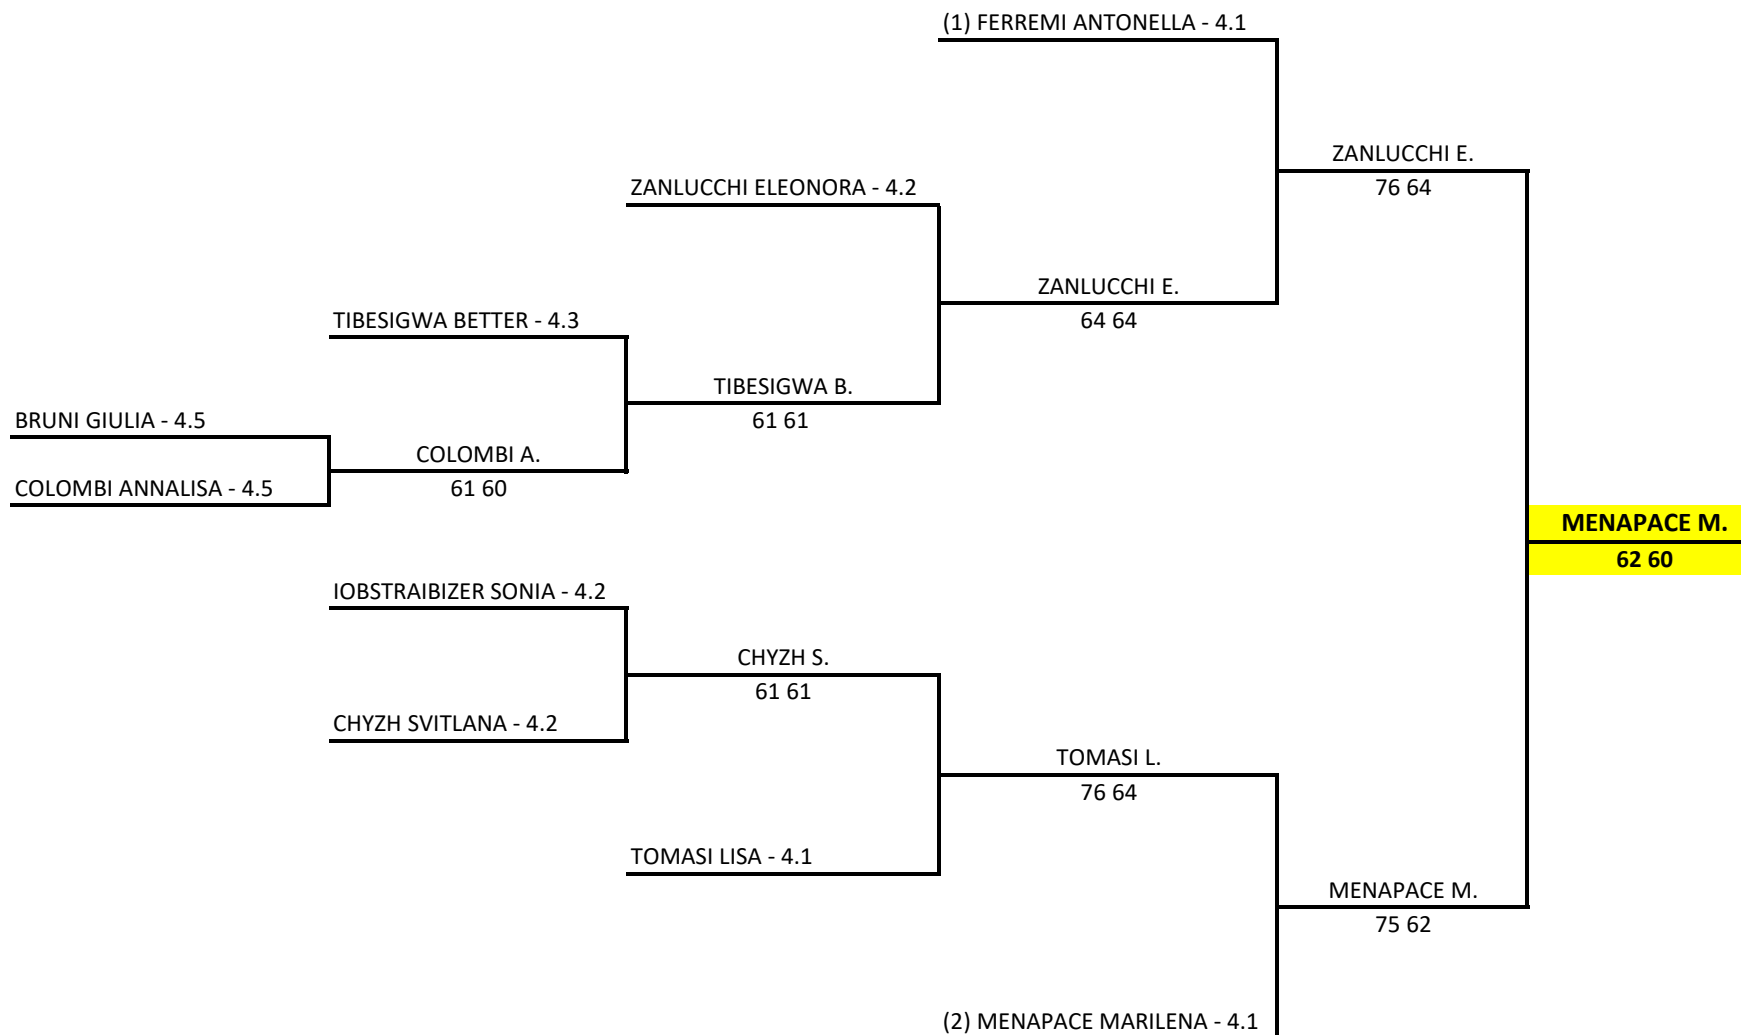 (1) FERREMI ANTONELLA - 4.1
ZANLUCCHI E.
76 64
ZANLUCCHI ELEONORA - 4.2
ZANLUCCHI E.
64 64
TIBESIGWA BETTER - 4.3
TIBESIGWA B.
61 61
BRUNI GIULIA - 4.5
COLOMBI A.
61 60
COLOMBI ANNALISA - 4.5
MENAPACE M.
62 60
IOBSTRAIBIZER SONIA - 4.2
CHYZH S.
61 61
CHYZH SVITLANA - 4.2
TOMASI L.
76 64
TOMASI LISA - 4.1
MENAPACE M.
75 62
(2) MENAPACE MARILENA - 4.1